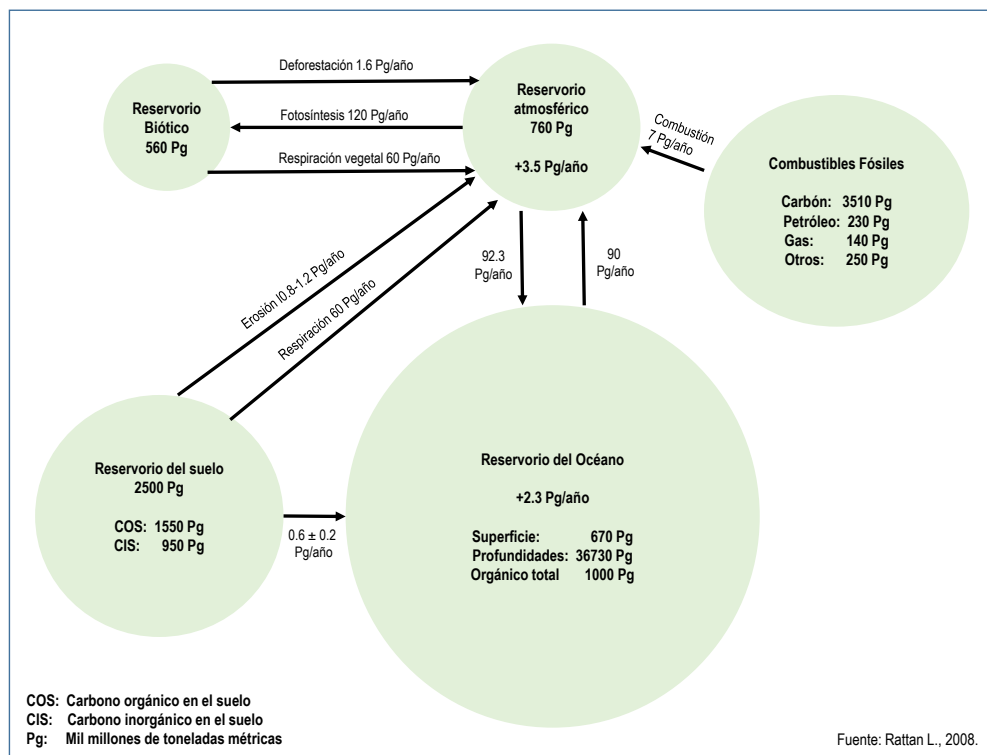 Deforestación 1.6 Pg/año
Reservorio
Biótico
560 Pg
Fotosíntesis 120 Pg/año
Respiración vegetal 60 Pg/año
Reservorio
atmosférico
760 Pg
+3.5 Pg/año
Combustión
7 Pg/año
Combustibles Fósiles
Carbón: 3510 Pg
Petróleo: 230 Pg
Gas: 140 Pg
Otros: 250 Pg
92.3
Pg/año
90
Pg/año
Erosión I0.8-1.2 Pg/año
Respiración 60 Pg/año
Reservorio del suelo
2500 Pg
COS: 1550 Pg
CIS: 950 Pg
0.6 ± 0.2
Pg/año
Reservorio del Océano
+2.3 Pg/año
Superficie: 670 Pg
Profundidades: 36730 Pg
Orgánico total 1000 Pg
COS: Carbono orgánico en el suelo
CIS: Carbono inorgánico en el suelo
Pg: Mil millones de toneladas métricas
Fuente: Rattan L., 2008.